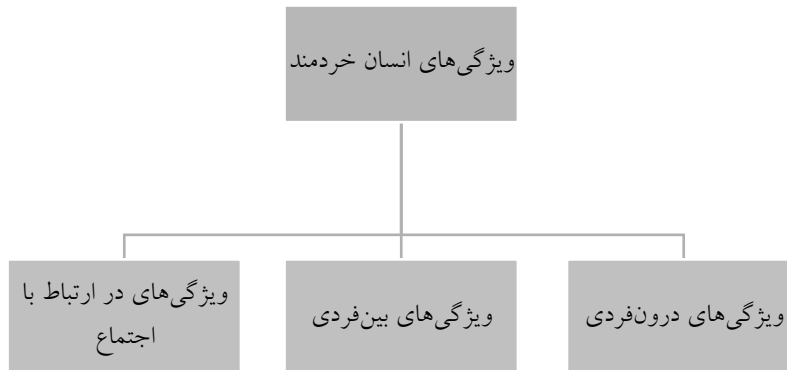 ویژگی‌های انسان خردمند
ویژگی‌های درون‌فردی
ویژگی‌های بین‌فردی
ویژگی‌های در ارتباط با
اجتماع